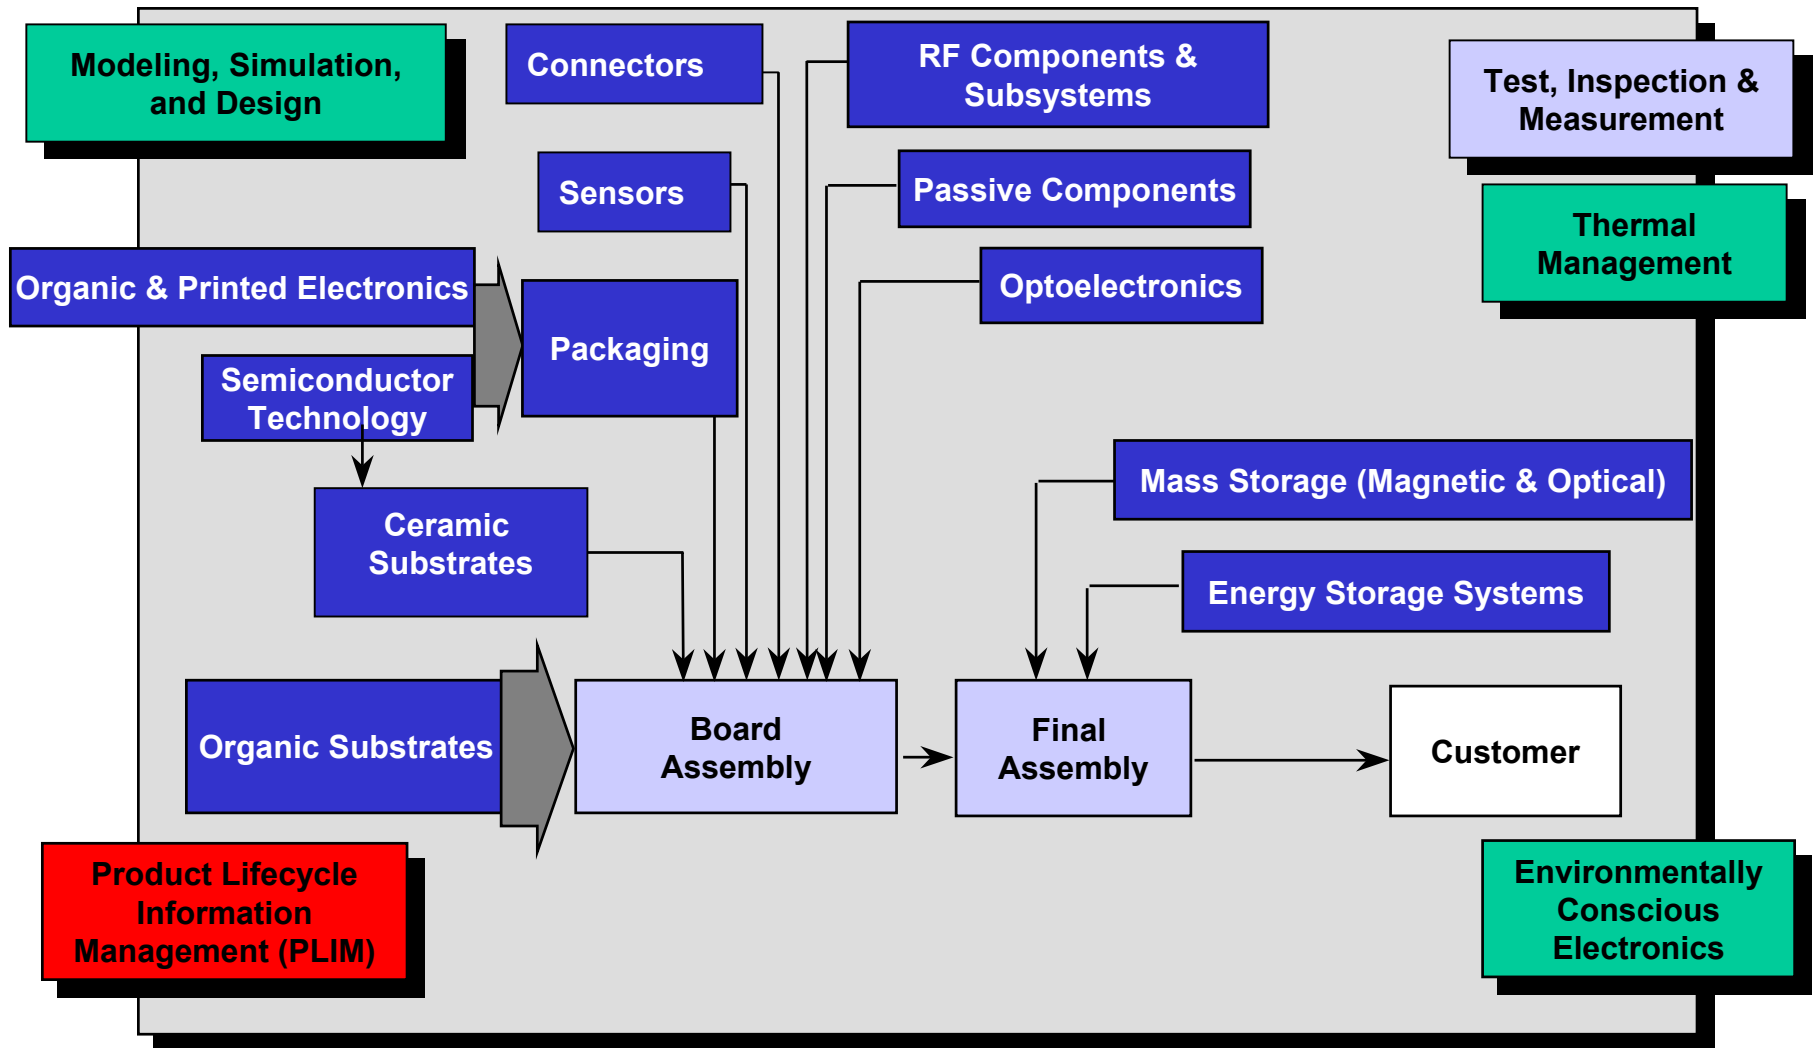 Modeling, Simulation,
and Design
Connectors
RF Components &
Subsystems
Test, Inspection &
Measurement
Sensors
Passive Components
Thermal
Management
Organic & Printed Electronics
Optoelectronics
Packaging
Semiconductor
Technology
Mass Storage (Magnetic & Optical)
Ceramic
Substrates
Energy Storage Systems
Organic Substrates
Board
Assembly
Final
Assembly
Customer
Product Lifecycle
Information
Management (PLIM)
Environmentally
Conscious
Electronics